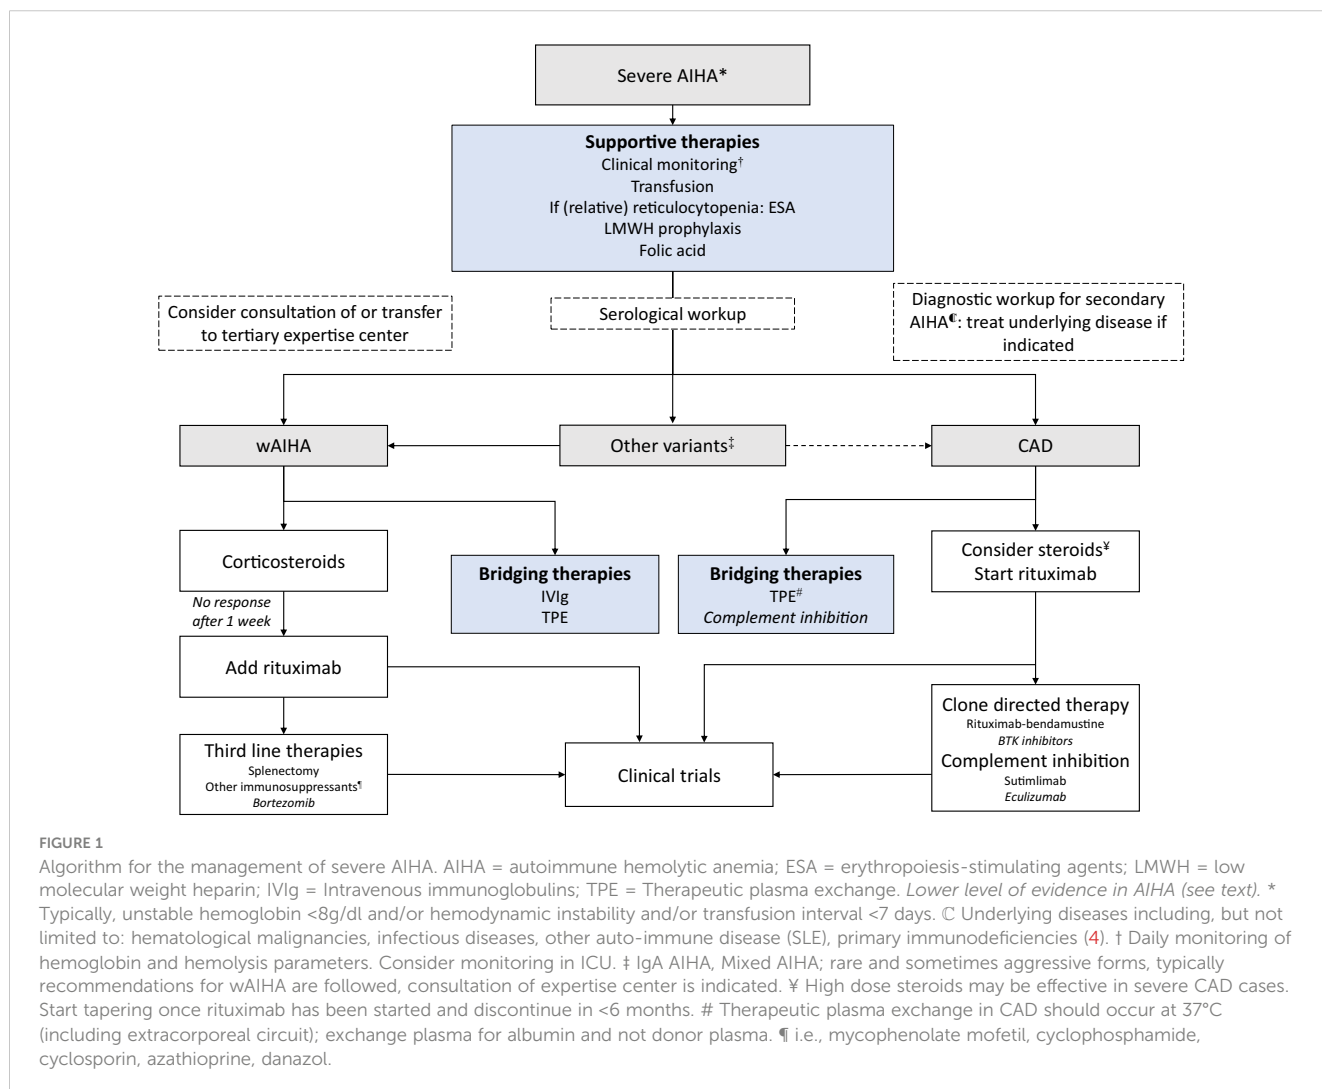 Severe AIHA*
Supportive therapies
Clinical monitoring†
Transfusion
If (relative) reticulocytopenia: ESA
LMWH prophylaxis
Folic acid
Consider consultation of or transfer
to tertiary expertise center
Serological workup
Diagnostic workup for secondary
AIHA₵: treat underlying disease if
indicated
wAIHA
Other variants‡
CAD
Corticosteroids
No response
after 1 week
Bridging therapies
IVIg
TPE
Bridging therapies
TPE#
Complement inhibition
Consider steroids¥
Start rituximab
Add rituximab
Third line therapies
Splenectomy
Other immunosuppressants¶
Bortezomib
Clinical trials
Clone directed therapy
Rituximab-bendamustine
BTK inhibitors
Complement inhibition
Sutimlimab
Eculizumab
FIGURE 1
Algorithm for the management of severe AIHA. AIHA = autoimmune hemolytic anemia; ESA = erythropoiesis-stimulating agents; LMWH = low
molecular weight heparin; IVIg = Intravenous immunoglobulins; TPE = Therapeutic plasma exchange. Lower level of evidence in AIHA (see text). *
Typically, unstable hemoglobin <8g/dl and/or hemodynamic instability and/or transfusion interval <7 days. ℂ Underlying diseases including, but not
limited to: hematological malignancies, infectious diseases, other auto-immune disease (SLE), primary immunodeficiencies (4). † Daily monitoring of
hemoglobin and hemolysis parameters. Consider monitoring in ICU. ‡ IgA AIHA, Mixed AIHA; rare and sometimes aggressive forms, typically
recommendations for wAIHA are followed, consultation of expertise center is indicated. ¥ High dose steroids may be effective in severe CAD cases.
Start tapering once rituximab has been started and discontinue in <6 months. # Therapeutic plasma exchange in CAD should occur at 37°C
(including extracorporeal circuit); exchange plasma for albumin and not donor plasma. ¶ i.e., mycophenolate mofetil, cyclophosphamide,
cyclosporin, azathioprine, danazol.